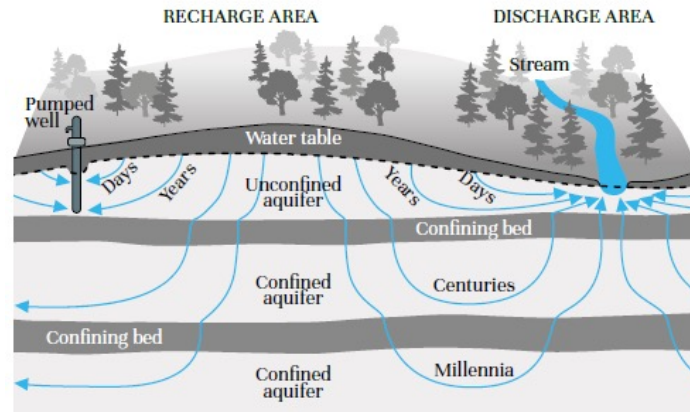 RECHARGE AREA
DISCHARGE AREA
Stream
Pumped
well
Water table
Days
Years
Unconfined
aquifer
Years
Days
Confining bed
Confined
aquifer
Centuries
Confining bed
Confined
aquifer
Millennia